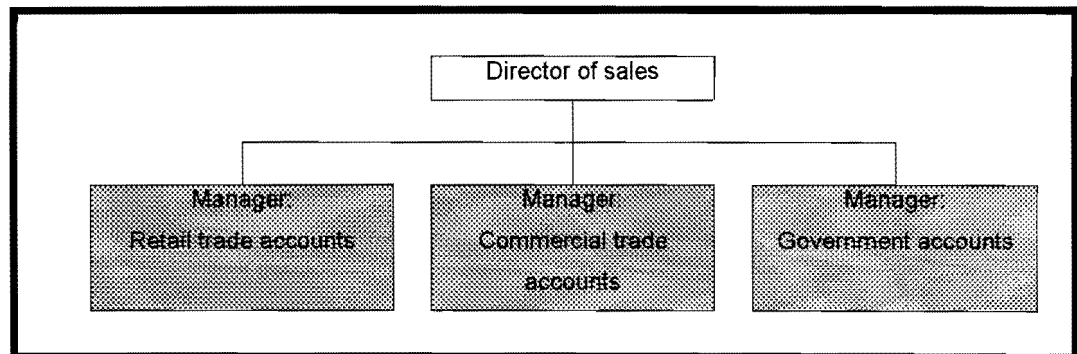 Director of sales
Manager:
Retail trade accounts
Manager:
Commercial trade
accounts
Manager:
Government accounts